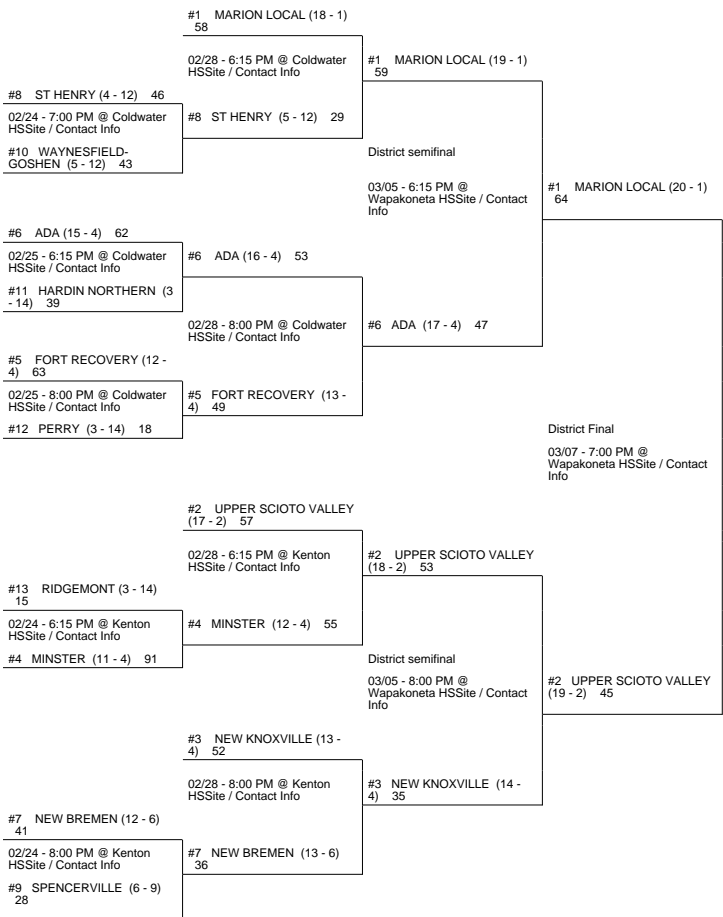 #1 MARION LOCAL (18 - 1)
58
02/28 - 6:15 PM @ Coldwater
HSSite / Contact Info
#1 MARION LOCAL (19 - 1)
59
#8 ST HENRY (4 - 12) 46
02/24 - 7:00 PM @ Coldwater
HSSite / Contact Info
#8 ST HENRY (5 - 12) 29
#10 WAYNESFIELD-
GOSHEN (5 - 12) 43
District semifinal
03/05 - 6:15 PM @
Wapakoneta HSSite / Contact
Info
#1 MARION LOCAL (20 - 1)
64
#6 ADA (15 - 4) 62
02/25 - 6:15 PM @ Coldwater
HSSite / Contact Info
#6 ADA (16 - 4) 53
#11 HARDIN NORTHERN (3
- 14) 39
02/28 - 8:00 PM @ Coldwater
HSSite / Contact Info
#6 ADA (17 - 4) 47
#5 FORT RECOVERY (12 -
4) 63
02/25 - 8:00 PM @ Coldwater
HSSite / Contact Info
#5 FORT RECOVERY (13 -
4) 49
#12 PERRY (3 - 14) 18
District Final
03/07 - 7:00 PM @
Wapakoneta HSSite / Contact
Info
#2 UPPER SCIOTO VALLEY
(17 - 2) 57
02/28 - 6:15 PM @ Kenton
HSSite / Contact Info
#2 UPPER SCIOTO VALLEY
(18 - 2) 53
#13 RIDGEMONT (3 - 14)
15
02/24 - 6:15 PM @ Kenton
HSSite / Contact Info
#4 MINSTER (12 - 4) 55
#4 MINSTER (11 - 4) 91
District semifinal
03/05 - 8:00 PM @
Wapakoneta HSSite / Contact
Info
#2 UPPER SCIOTO VALLEY
(19 - 2) 45
#3 NEW KNOXVILLE (13 -
4) 52
02/28 - 8:00 PM @ Kenton
HSSite / Contact Info
#3 NEW KNOXVILLE (14 -
4) 35
#7 NEW BREMEN (12 - 6)
41
02/24 - 8:00 PM @ Kenton
HSSite / Contact Info
#7 NEW BREMEN (13 - 6)
36
#9 SPENCERVILLE (6 - 9)
28